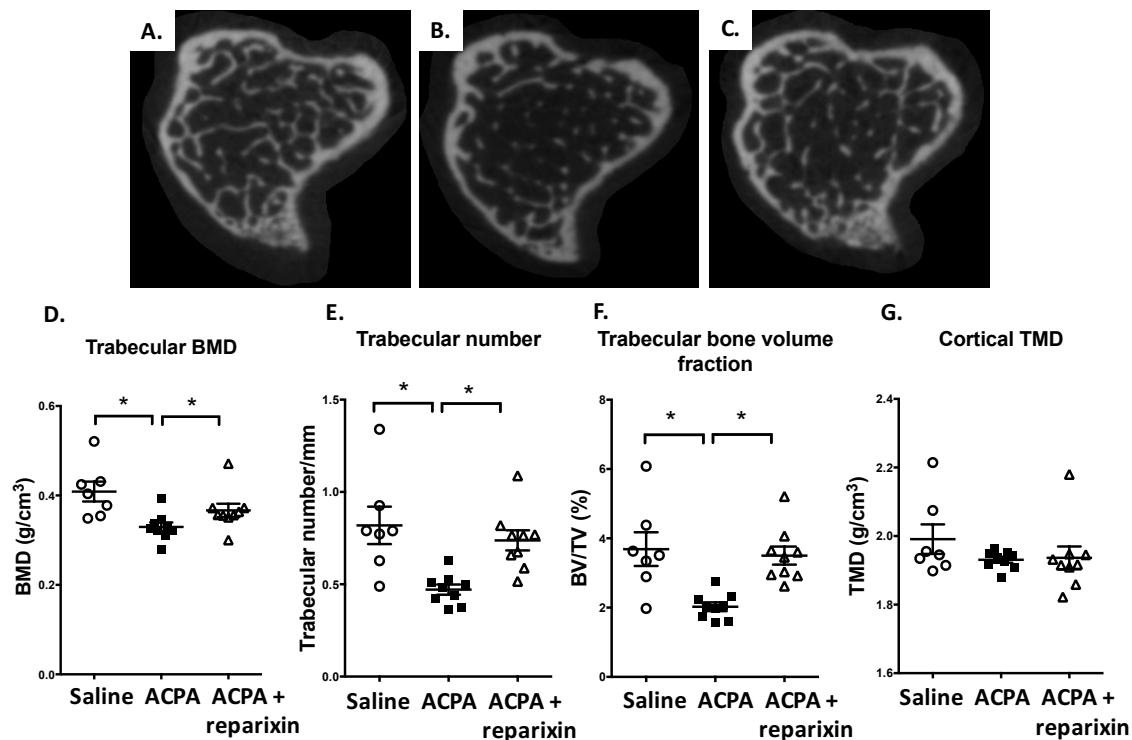 A.
B.
C.
D.
Trabecular BMD
*
*
BMD (g/cm³)
0.6
0.4
0.2
0.0
Saline
ACPA
ACPA +
reparixin
E.
Trabecular number
*
*
Trabecular number/mm
1.5
1.0
0.5
0.0
Saline
ACPA
ACPA +
reparixin
F.
Trabecular bone volume
fraction
*
*
BV/TV (%)
8
6
4
2
0
Saline
ACPA
ACPA +
reparixin
G.
Cortical TMD
TMD (g/cm³)
2.4
2.2
2.0
1.8
1.6
Saline
ACPA
ACPA +
reparixin